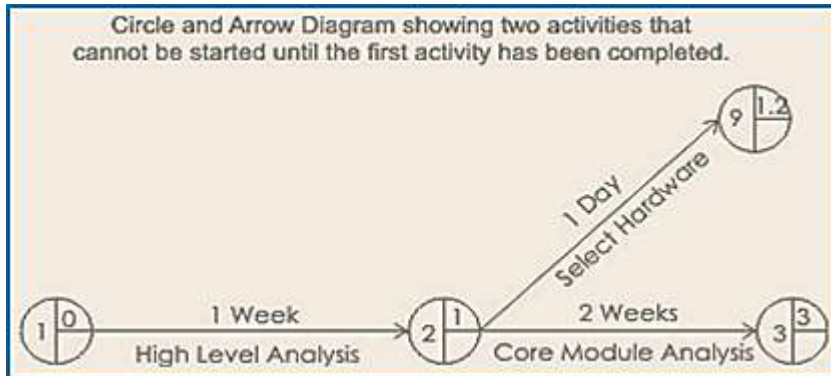 Circle and Arrow Diagram showing two activities that
cannot be started until the first activity has been completed.
9 1.2
1 Day
Select Hardware
1 0
1 Week
High Level Analysis
2 1
2 Weeks
Core Module Analysis
3 3